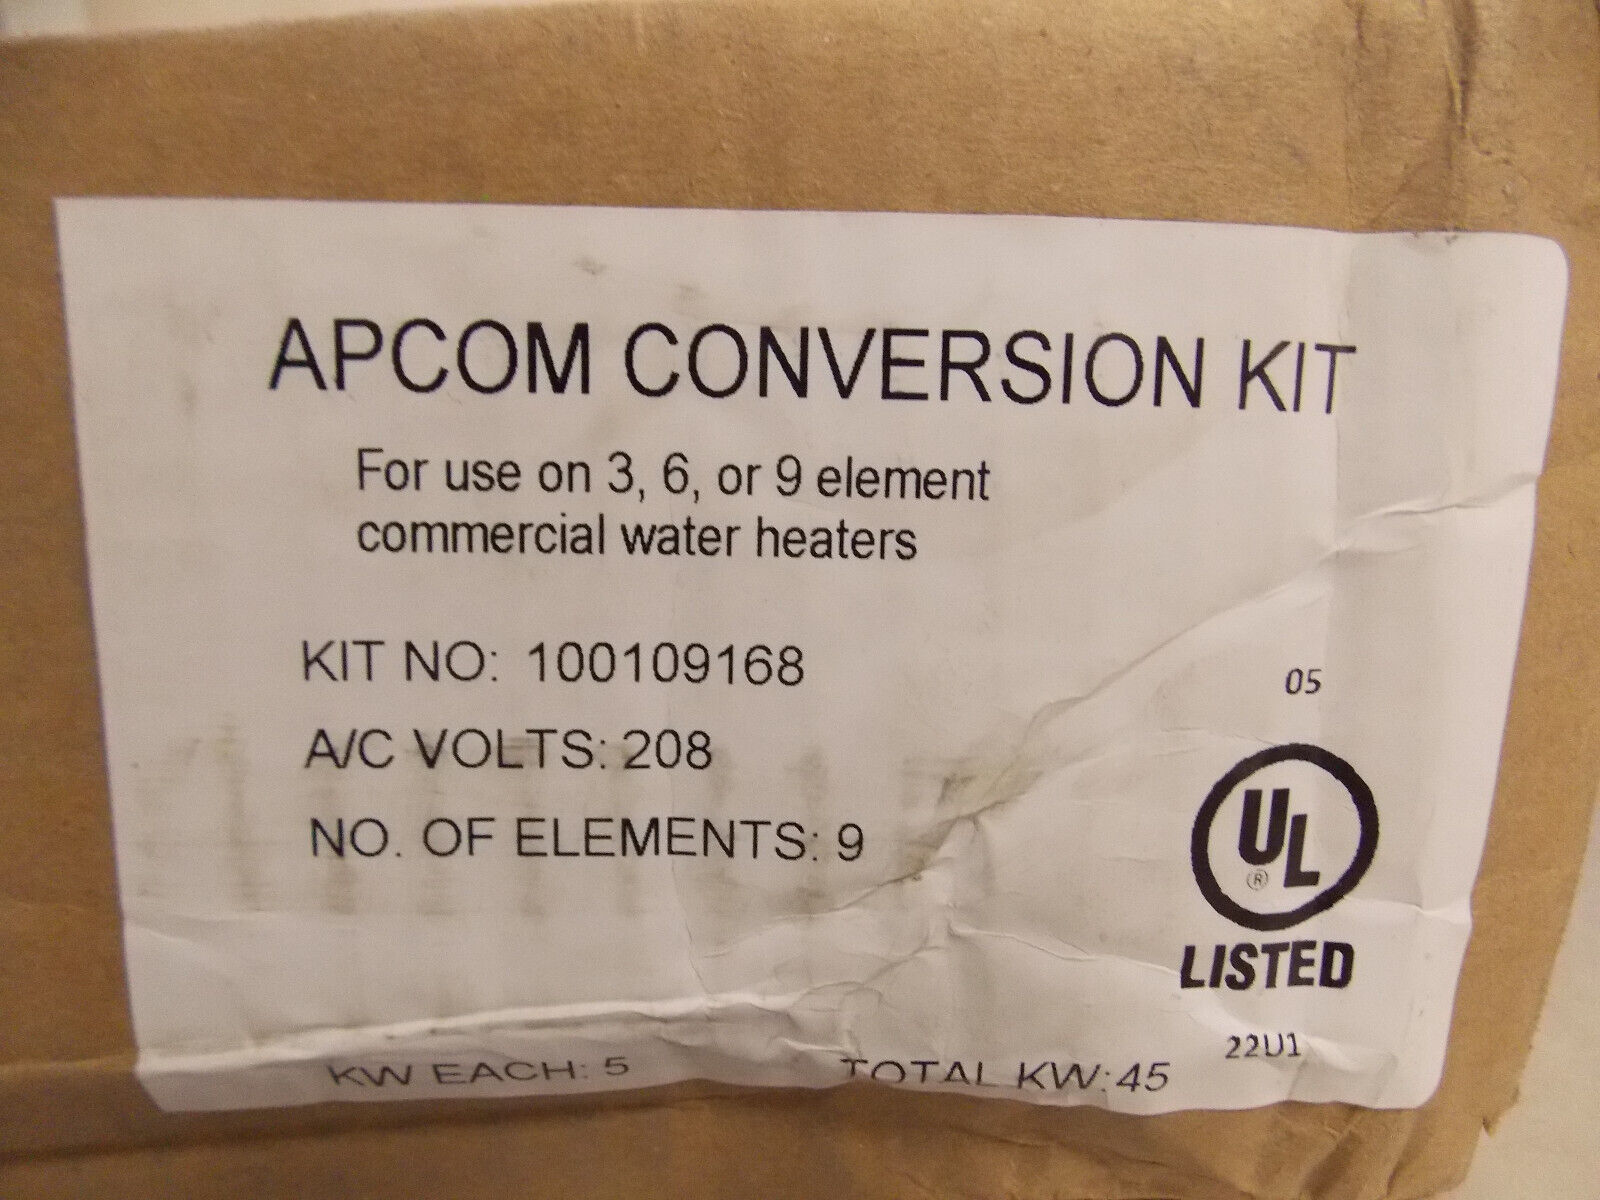 APCOM CONVERSION KIT
For use on 3, 6, or 9 element
commercial water heaters
KIT NO: 100109168
A/C VOLTS: 208
NO. OF ELEMENTS: 9
05
UL
®
LISTED
22U1
KW EACH: 5 TOTAL KW: 45